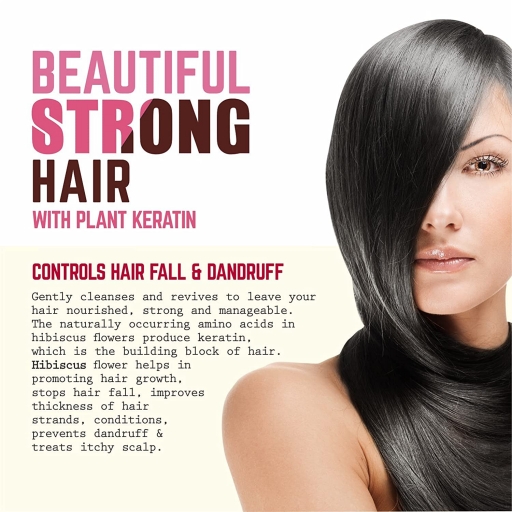 BEAUTIFUL
STRONG
HAIR
WITH PLANT KERATIN
CONTROLS HAIR FALL & DANDRUFF
Gently cleanses and revives to leave your
hair nourished, strong and manageable.
The naturally occurring amino acids in
hibiscus flowers produce keratin,
which is the building block of hair.
Hibiscus flower helps in
promoting hair growth,
stops hair fall, improves
thickness of hair
strands, conditions,
prevents dandruff &
treats itchy scalp.